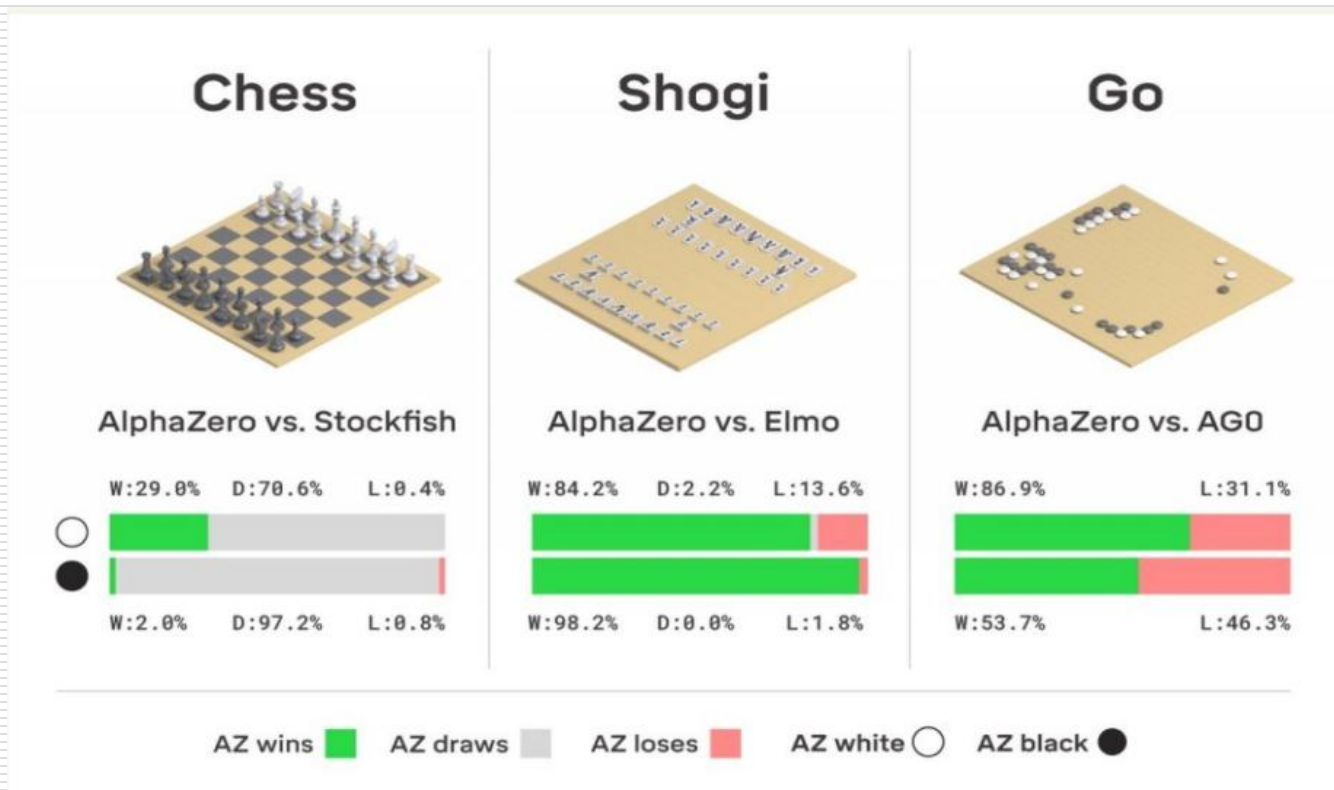 Chess
Shogi
Go
AlphaZero vs. Stockfish
AlphaZero vs. Elmo
AlphaZero vs. AG0
W:29.0% D:70.6% L:0.4%
W:84.2% D:2.2% L:13.6%
W:86.9% L:31.1%
W:2.0% D:97.2% L:0.8%
W:98.2% D:0.0% L:1.8%
W:53.7% L:46.3%
AZ wins AZ draws AZ loses AZ white AZ black